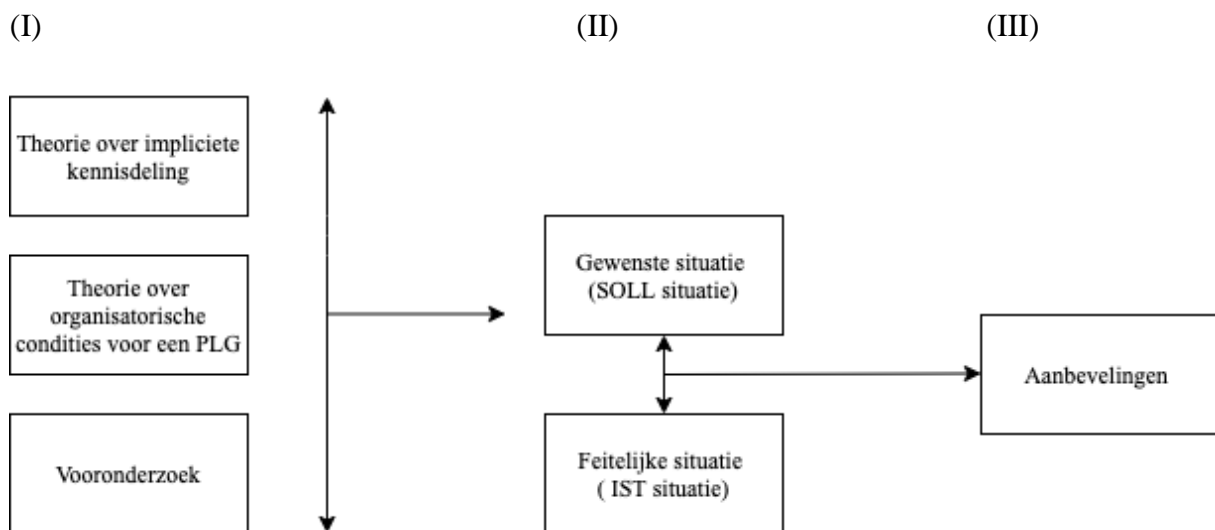 (I)
(II)
(III)
Theorie over impliciete
kennisdeling
Theorie over
organisatorische
condities voor een PLG
Vooronderzoek
Gewenste situatie
(SOLL situatie)
Feitelijke situatie
( IST situatie)
Aanbevelingen